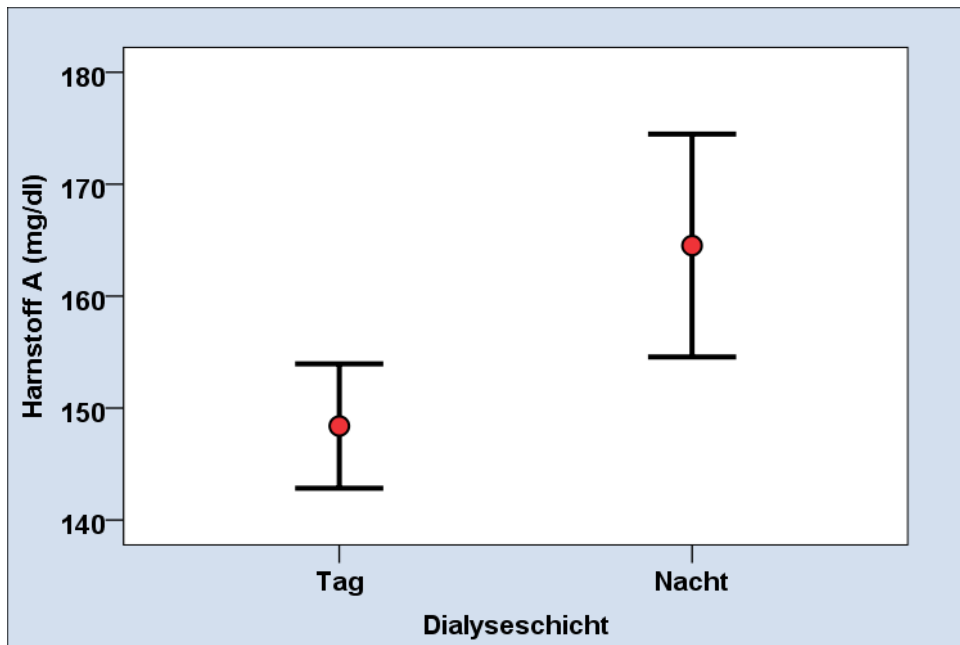 180
170
160
150
140
Harnstoff A (mg/dl)
Tag Nacht
Dialyseschicht